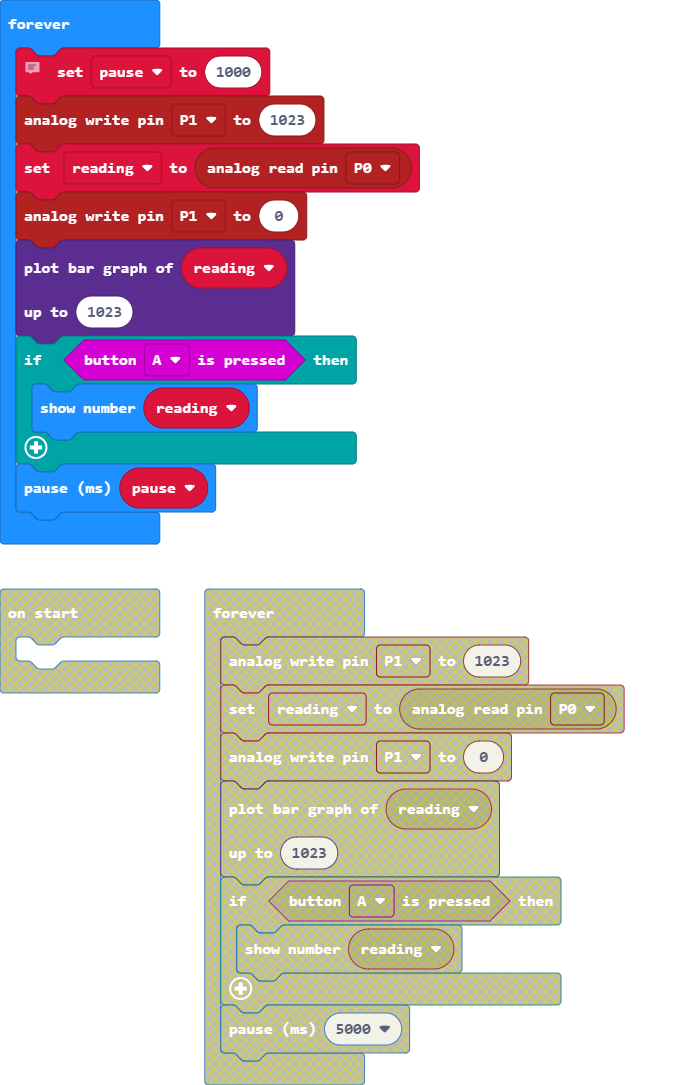 forever
set pause to 1000
analog write pin P1 to 1023
set reading to analog read pin P0
analog write pin P1 to 0
plot bar graph of reading
up to 1023
if button A is pressed then
show number reading
pause (ms) pause
on start
forever
analog write pin P1 to 1023
set reading to analog read pin P0
analog write pin P1 to 0
plot bar graph of reading
up to 1023
if button A is pressed then
show number reading
pause (ms) 5000